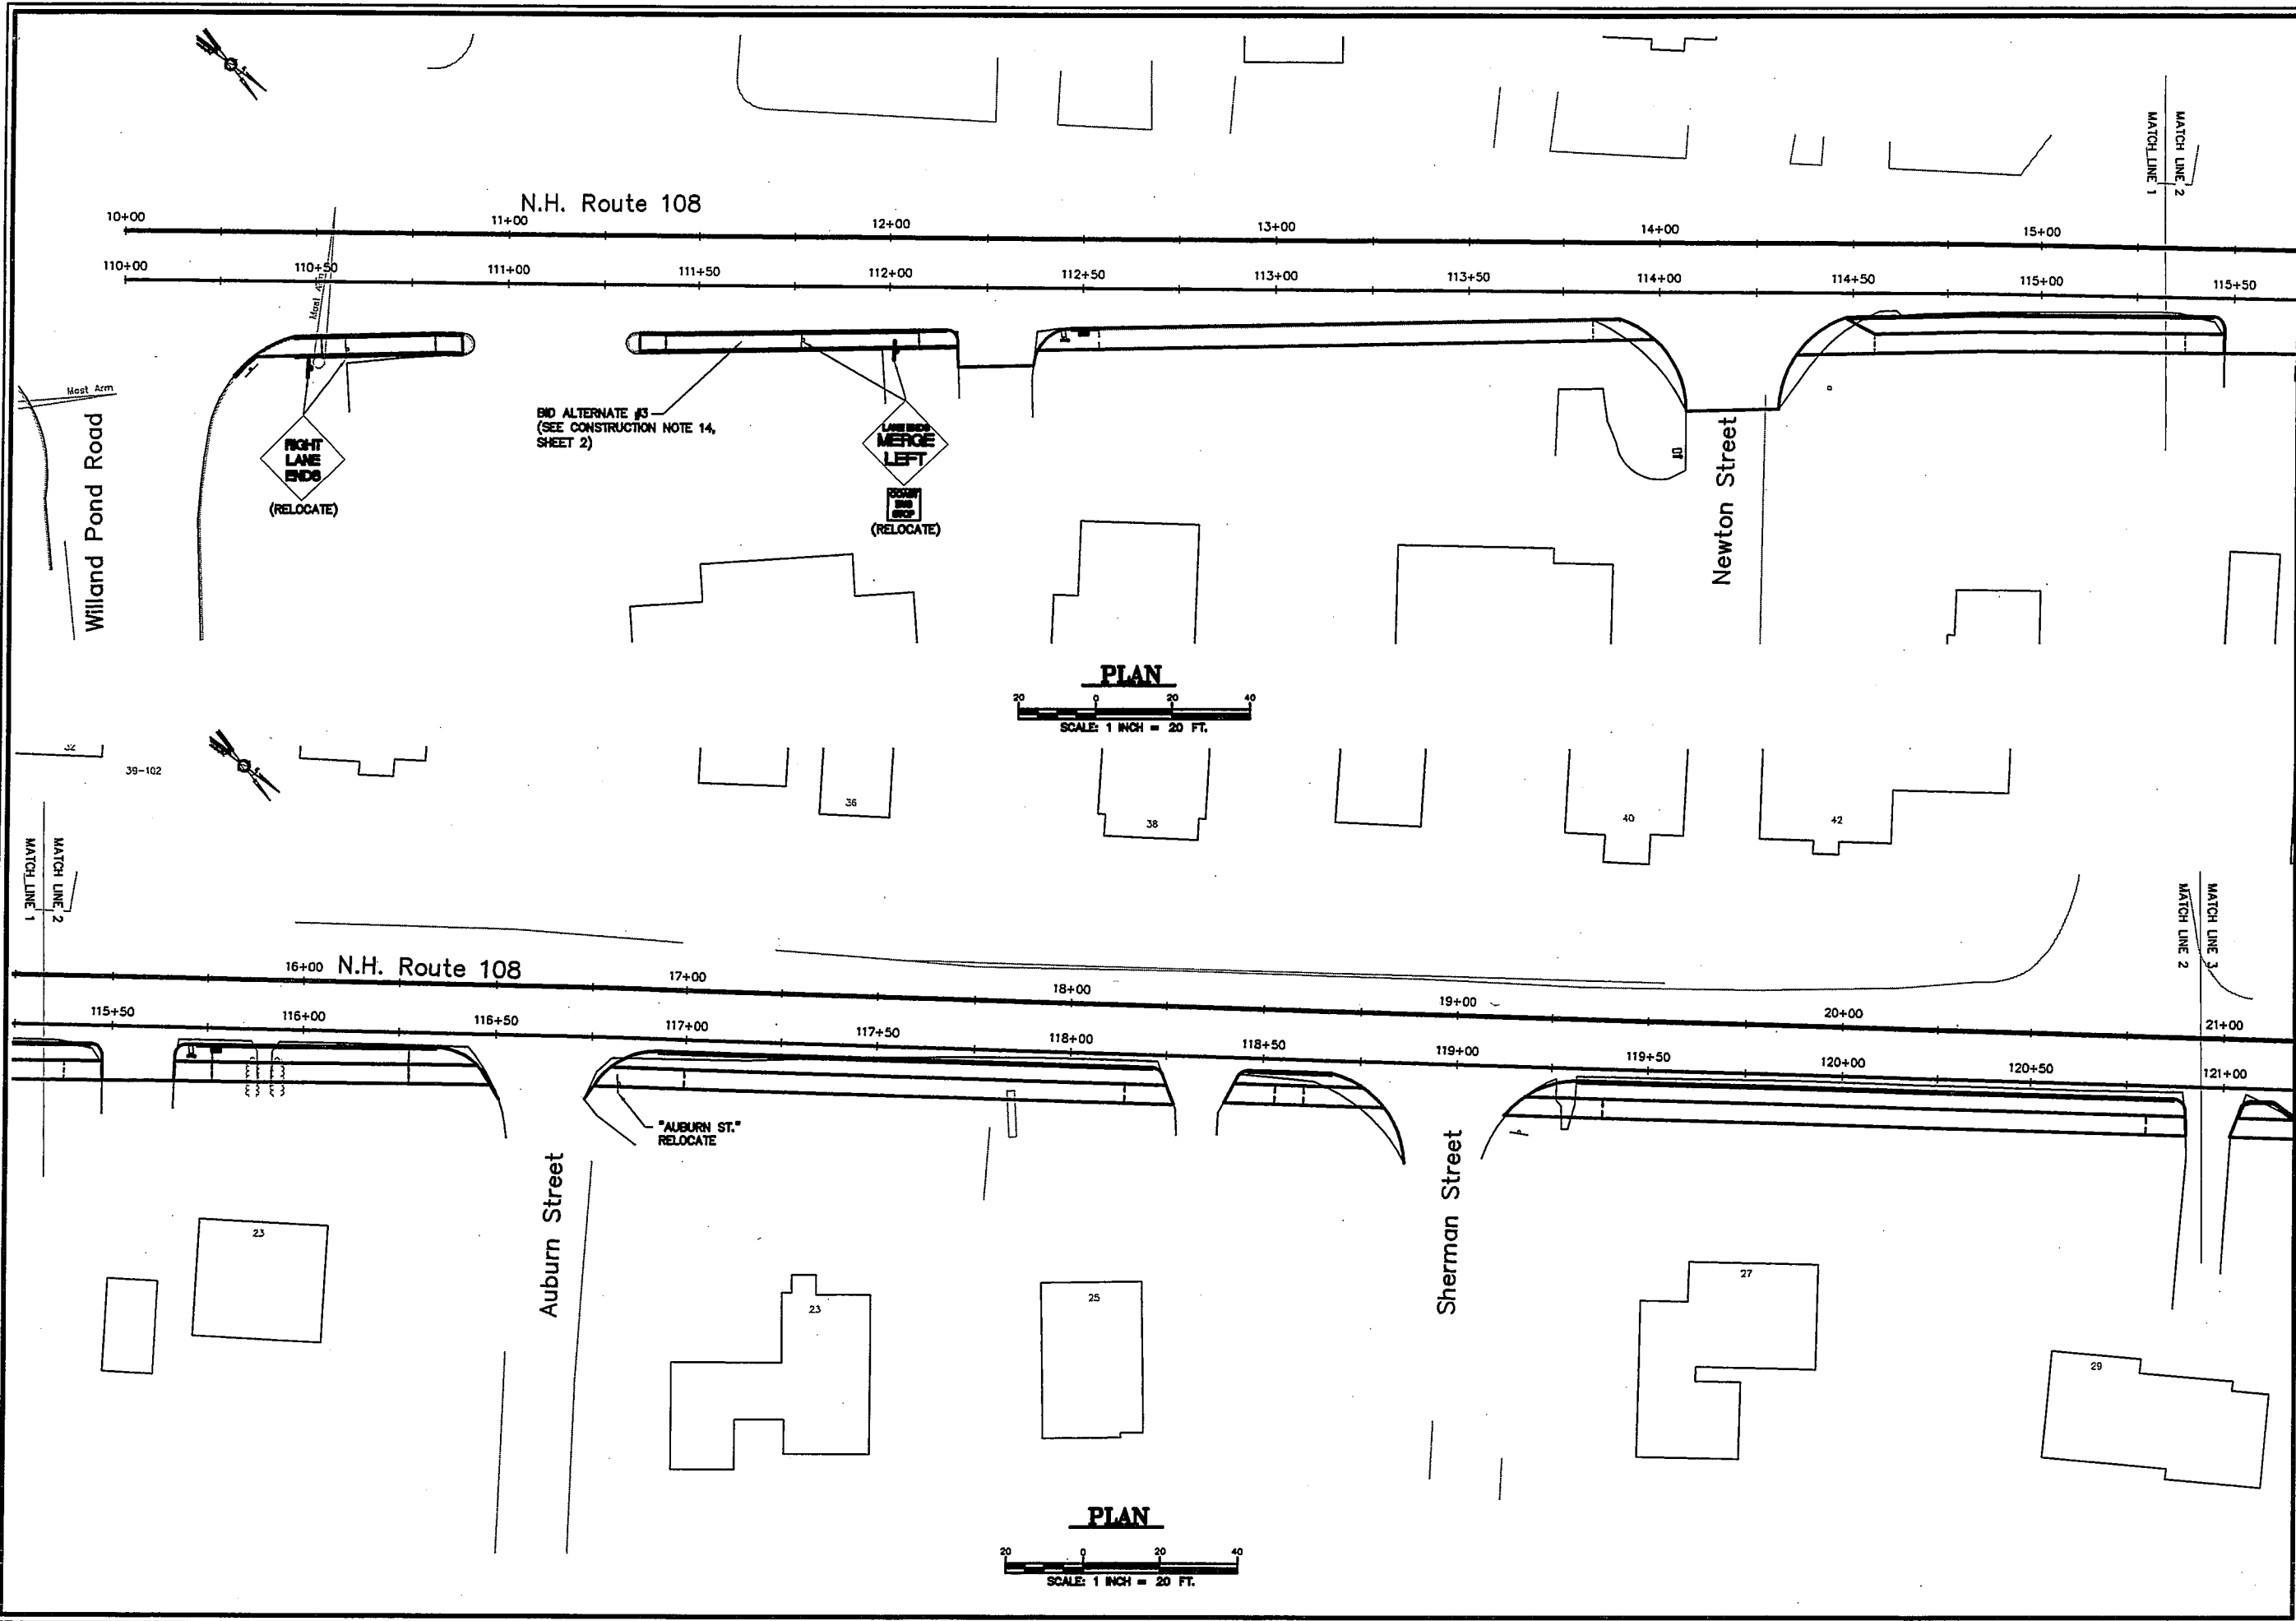 MATCH LINE 2
MATCH LINE 1
N.H. Route 108
10+00
11+00
12+00
13+00
14+00
15+00
110+00
110+50
111+00
111+50
112+00
112+50
113+00
113+50
114+00
114+50
115+00
115+50
Mast Arm
Mast Arm
Willand Pond Road
RIGHT
LANE
ENDS
(RELOCATE)
BID ALTERNATE #3
(SEE CONSTRUCTION NOTE 14,
SHEET 2)
LANE ENDS
MERGE
LEFT
COAST
BUS
STOP
(RELOCATE)
Newton Street
PLAN
20 0 20 40
SCALE: 1 INCH = 20 FT.
32
39-102
36
38
40
42
MATCH LINE 2
MATCH LINE 1
MATCH LINE 3
MATCH LINE 2
16+00
N.H. Route 108
17+00
18+00
19+00
20+00
21+00
115+50
116+00
116+50
117+00
117+50
118+00
118+50
119+00
119+50
120+00
120+50
121+00
"AUBURN ST."
RELOCATE
Auburn Street
Sherman Street
23
23
25
27
29
PLAN
20 0 20 40
SCALE: 1 INCH = 20 FT.